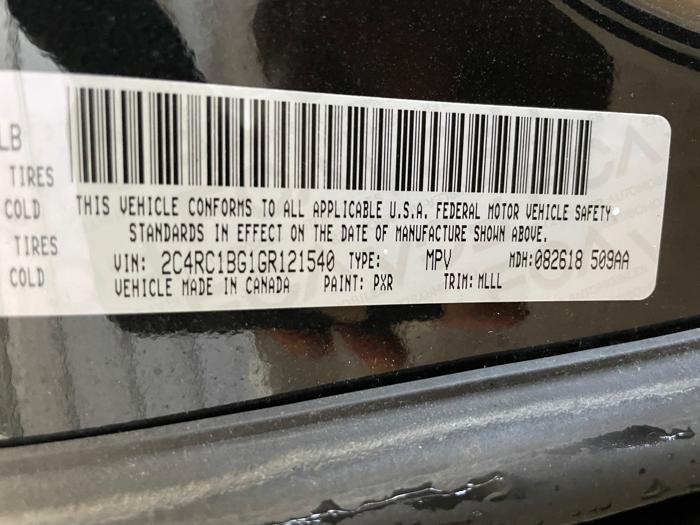 LB
TIRES
COLD
TIRES
COLD
THIS VEHICLE CONFORMS TO ALL APPLICABLE U.S.A. FEDERAL MOTOR VEHICLE SAFETY
STANDARDS IN EFFECT ON THE DATE OF MANUFACTURE SHOWN ABOVE.
VIN: 2C4RC1BG1GR121540 TYPE: MPV MDH:082618 509AA
VEHICLE MADE IN CANADA PAINT: PXR TRIM: MLLL